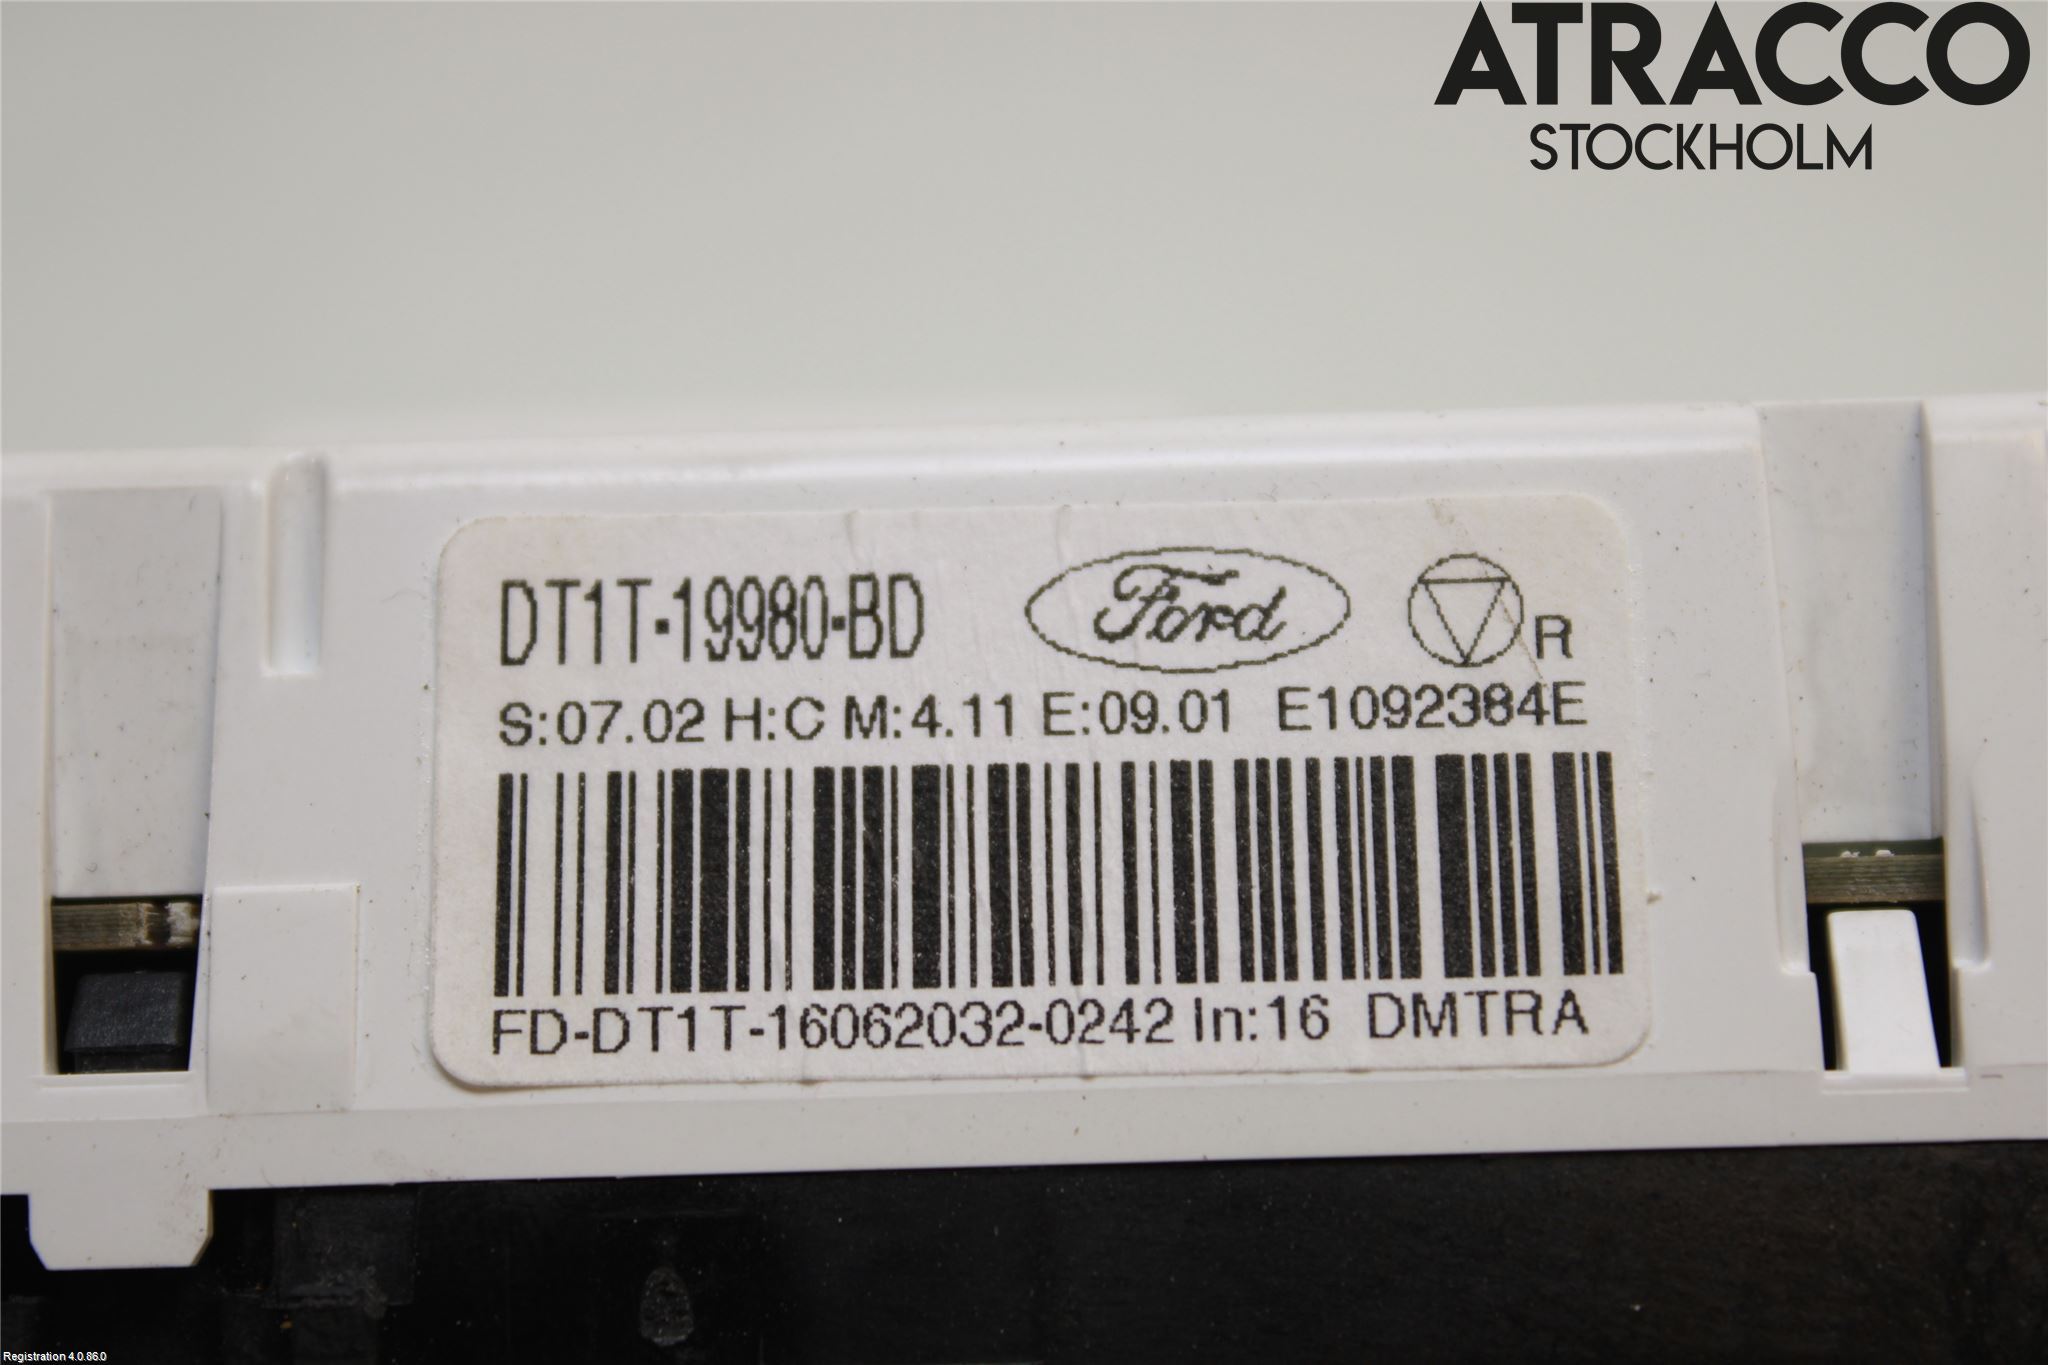 ATRACCO
STOCKHOLM
DT1T-19980-BD Ford R
S:07.02 H:C M:4.11 E:09.01 E1092384E
FD-DT1T-16062032-0242 In:16 DMTRA
Registration 4.0.86.0